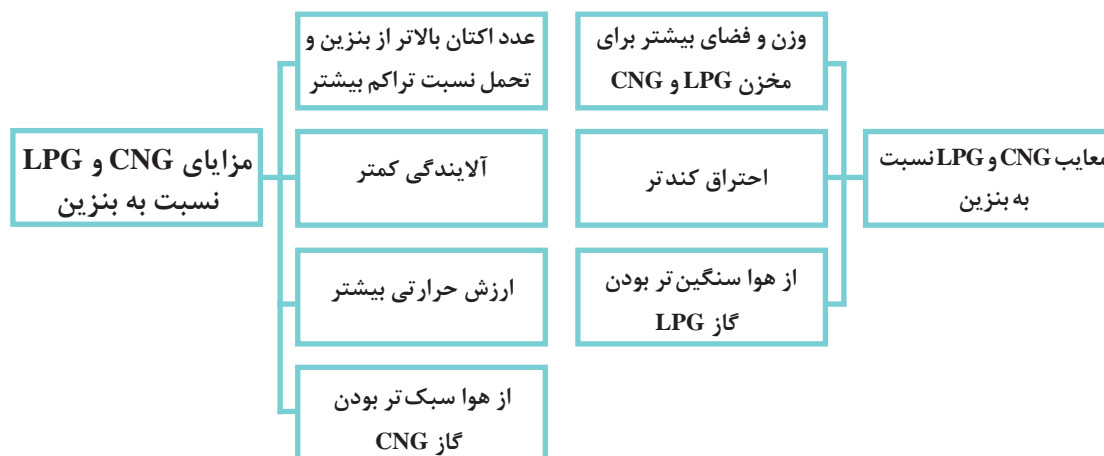 معایب CNG و LPG نسبت
به بنزین
وزن و فضای بیشتر برای
مخزن LPG و CNG
احتراق کندتر
از هوا سنگین‌تر بودن
گاز LPG
مزایای CNG و LPG
نسبت به بنزین
عدد اکتان بالاتر از بنزین و
تحمل نسبت تراکم بیشتر
آلایندگی کمتر
ارزش حرارتی بیشتر
از هوا سبک‌تر بودن
گاز CNG